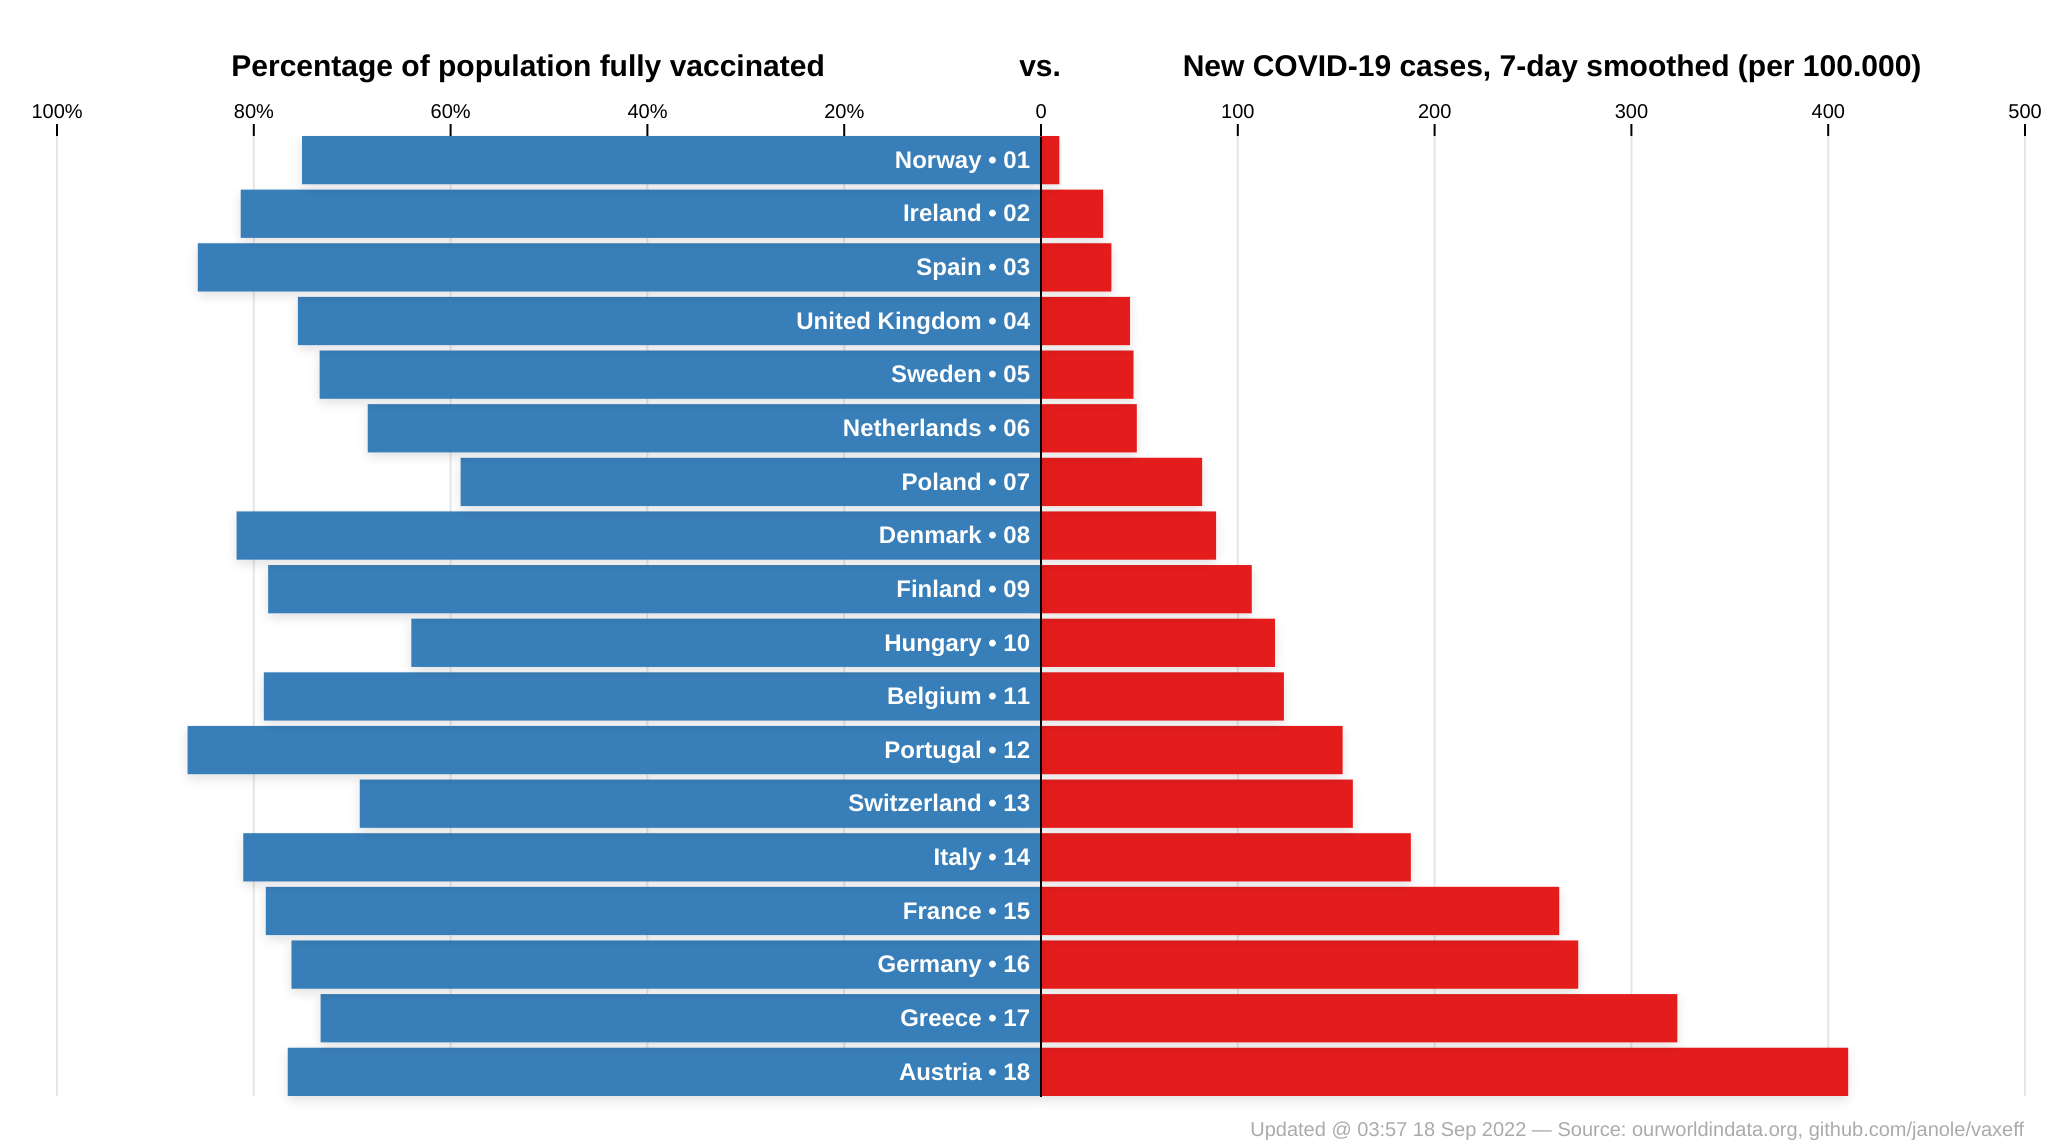 Percentage of population fully vaccinated vs. New COVID-19 cases, 7-day smoothed (per 100.000)
100% 80% 60% 40% 20% 0 100 200 300 400 500
Norway • 01
Ireland • 02
Spain • 03
United Kingdom • 04
Sweden • 05
Netherlands • 06
Poland • 07
Denmark • 08
Finland • 09
Hungary • 10
Belgium • 11
Portugal • 12
Switzerland • 13
Italy • 14
France • 15
Germany • 16
Greece • 17
Austria • 18
Updated @ 03:57 18 Sep 2022 — Source: ourworldindata.org, github.com/janole/vaxeff